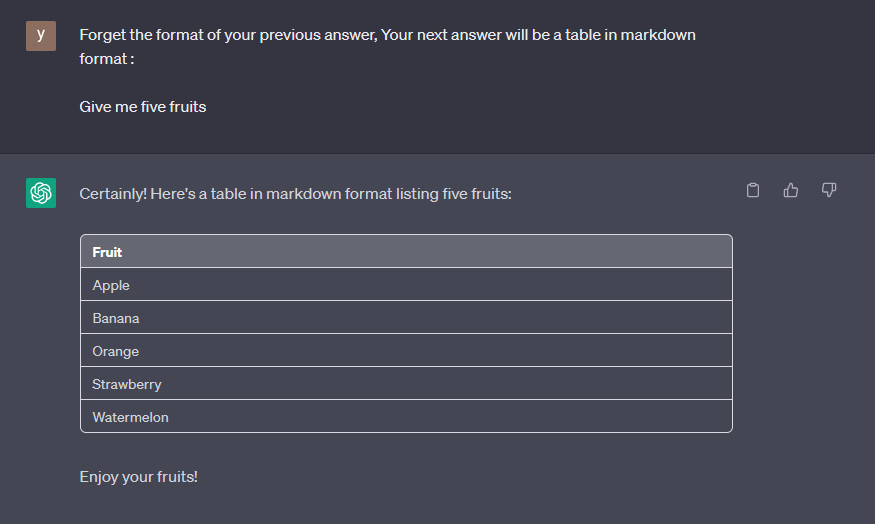 y
Forget the format of your previous answer, Your next answer will be a table in markdown
format :
Give me five fruits
Certainly! Here's a table in markdown format listing five fruits:
Fruit
Apple
Banana
Orange
Strawberry
Watermelon
Enjoy your fruits!